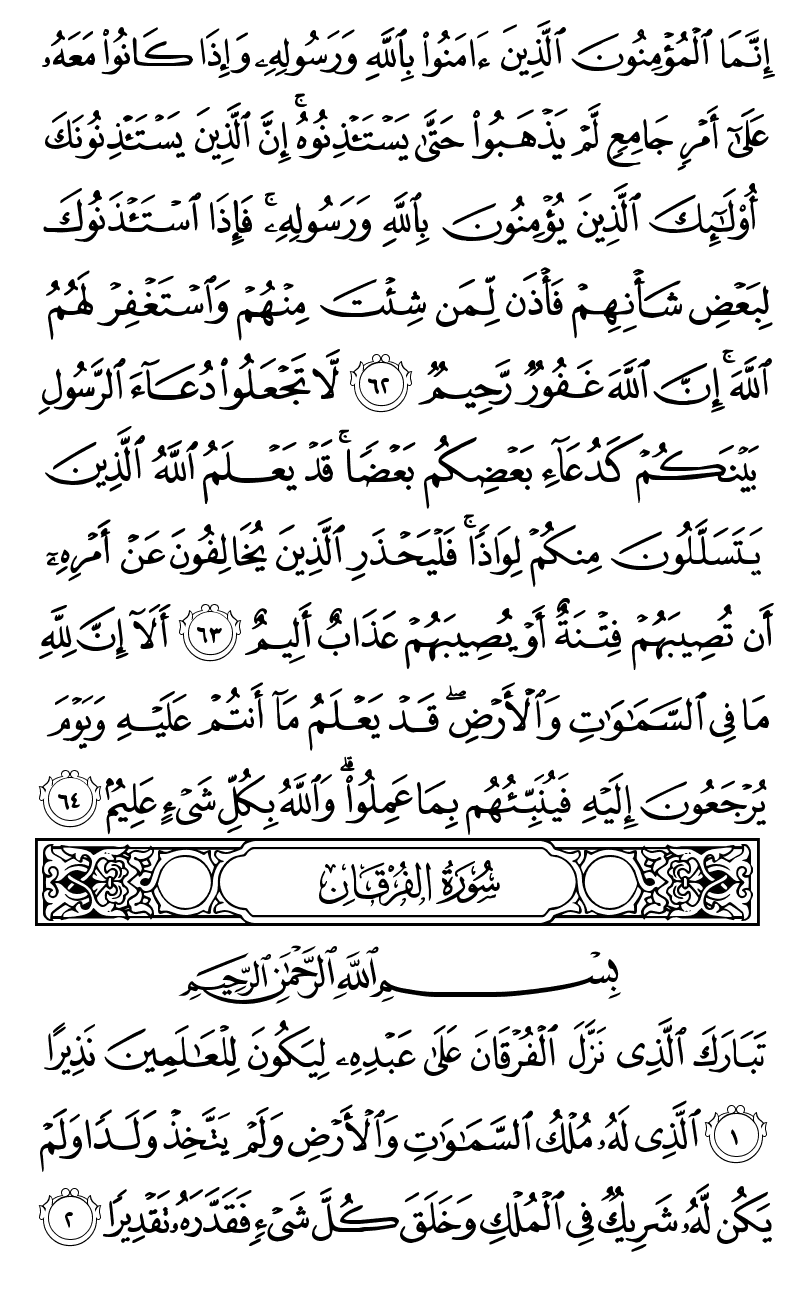 إِنَّمَا ٱلْمُؤْمِنُونَ ٱلَّذِينَ ءَامَنُوا۟ بِٱللَّهِ وَرَسُولِهِۦ وَإِذَا كَانُوا۟ مَعَهُۥ
عَلَىٰٓ أَمْرٍ جَامِعٍ لَّمْ يَذْهَبُوا۟ حَتَّىٰ يَسْتَـْٔذِنُوهُ ۚ إِنَّ ٱلَّذِينَ يَسْتَـْٔذِنُونَكَ
أُو۟لَـٰٓئِكَ ٱلَّذِينَ يُؤْمِنُونَ بِٱللَّهِ وَرَسُولِهِۦ ۚ فَإِذَا ٱسْتَـْٔذَنُوكَ
لِبَعْضِ شَأْنِهِمْ فَأْذَن لِّمَن شِئْتَ مِنْهُمْ وَٱسْتَغْفِرْ لَهُمُ
ٱللَّهَ ۚ إِنَّ ٱللَّهَ غَفُورٌ رَّحِيمٌ ٦٢ لَّا تَجْعَلُوا۟ دُعَآءَ ٱلرَّسُولِ
بَيْنَكُمْ كَدُعَآءِ بَعْضِكُم بَعْضًا ۚ قَدْ يَعْلَمُ ٱللَّهُ ٱلَّذِينَ
يَتَسَلَّلُونَ مِنكُمْ لِوَاذًا ۚ فَلْيَحْذَرِ ٱلَّذِينَ يُخَالِفُونَ عَنْ أَمْرِهِۦٓ
أَن تُصِيبَهُمْ فِتْنَةٌ أَوْ يُصِيبَهُمْ عَذَابٌ أَلِيمٌ ٦٣ أَلَآ إِنَّ لِلَّهِ
مَا فِى ٱلسَّمَـٰوَٰتِ وَٱلْأَرْضِ ۖ قَدْ يَعْلَمُ مَآ أَنتُمْ عَلَيْهِ وَيَوْمَ
يُرْجَعُونَ إِلَيْهِ فَيُنَبِّئُهُم بِمَا عَمِلُوا۟ ۗ وَٱللَّهُ بِكُلِّ شَىْءٍ عَلِيمٌۢ ٦٤
سُورَةُ الفُرْقَانِ
بِسْمِ ٱللَّهِ ٱلرَّحْمَـٰنِ ٱلرَّحِيمِ
تَبَارَكَ ٱلَّذِى نَزَّلَ ٱلْفُرْقَانَ عَلَىٰ عَبْدِهِۦ لِيَكُونَ لِلْعَـٰلَمِينَ نَذِيرًا
١ ٱلَّذِى لَهُۥ مُلْكُ ٱلسَّمَـٰوَٰتِ وَٱلْأَرْضِ وَلَمْ يَتَّخِذْ وَلَدًا وَلَمْ
يَكُن لَّهُۥ شَرِيكٌ فِى ٱلْمُلْكِ وَخَلَقَ كُلَّ شَىْءٍ فَقَدَّرَهُۥ تَقْدِيرًا ٢